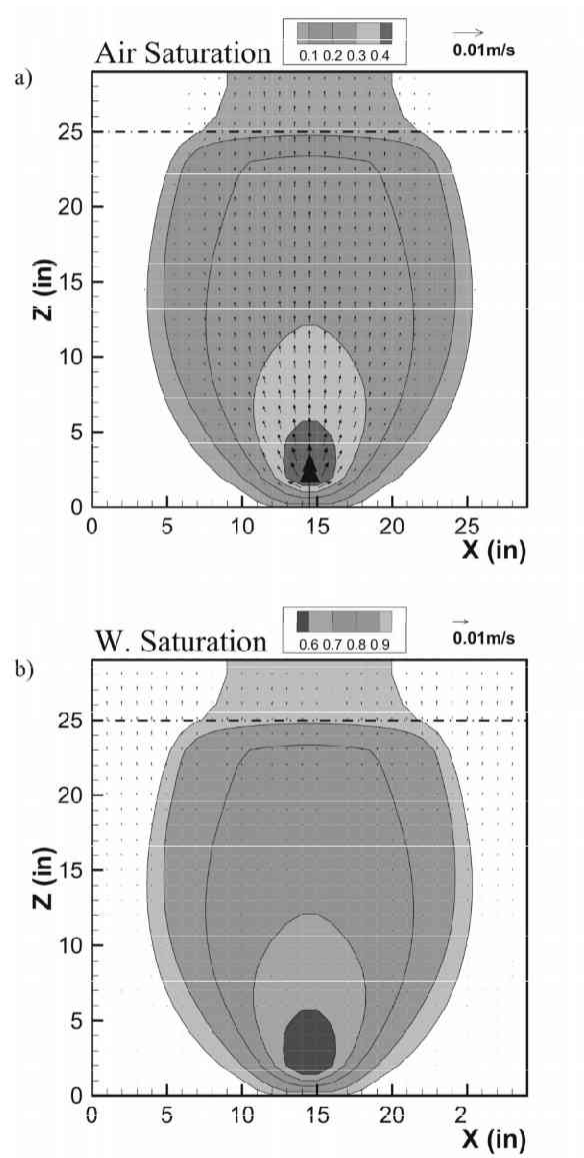 Air Saturation
0.1 0.2 0.3 0.4
0.01m/s
a)
25
20
15
10
5
0
Z (in)
0 5 10 15 20 25
X (in)
W. Saturation
0.6 0.7 0.8 0.9
0.01m/s
b)
25
20
15
10
5
0
Z (in)
0 5 10 15 20 2
X (in)